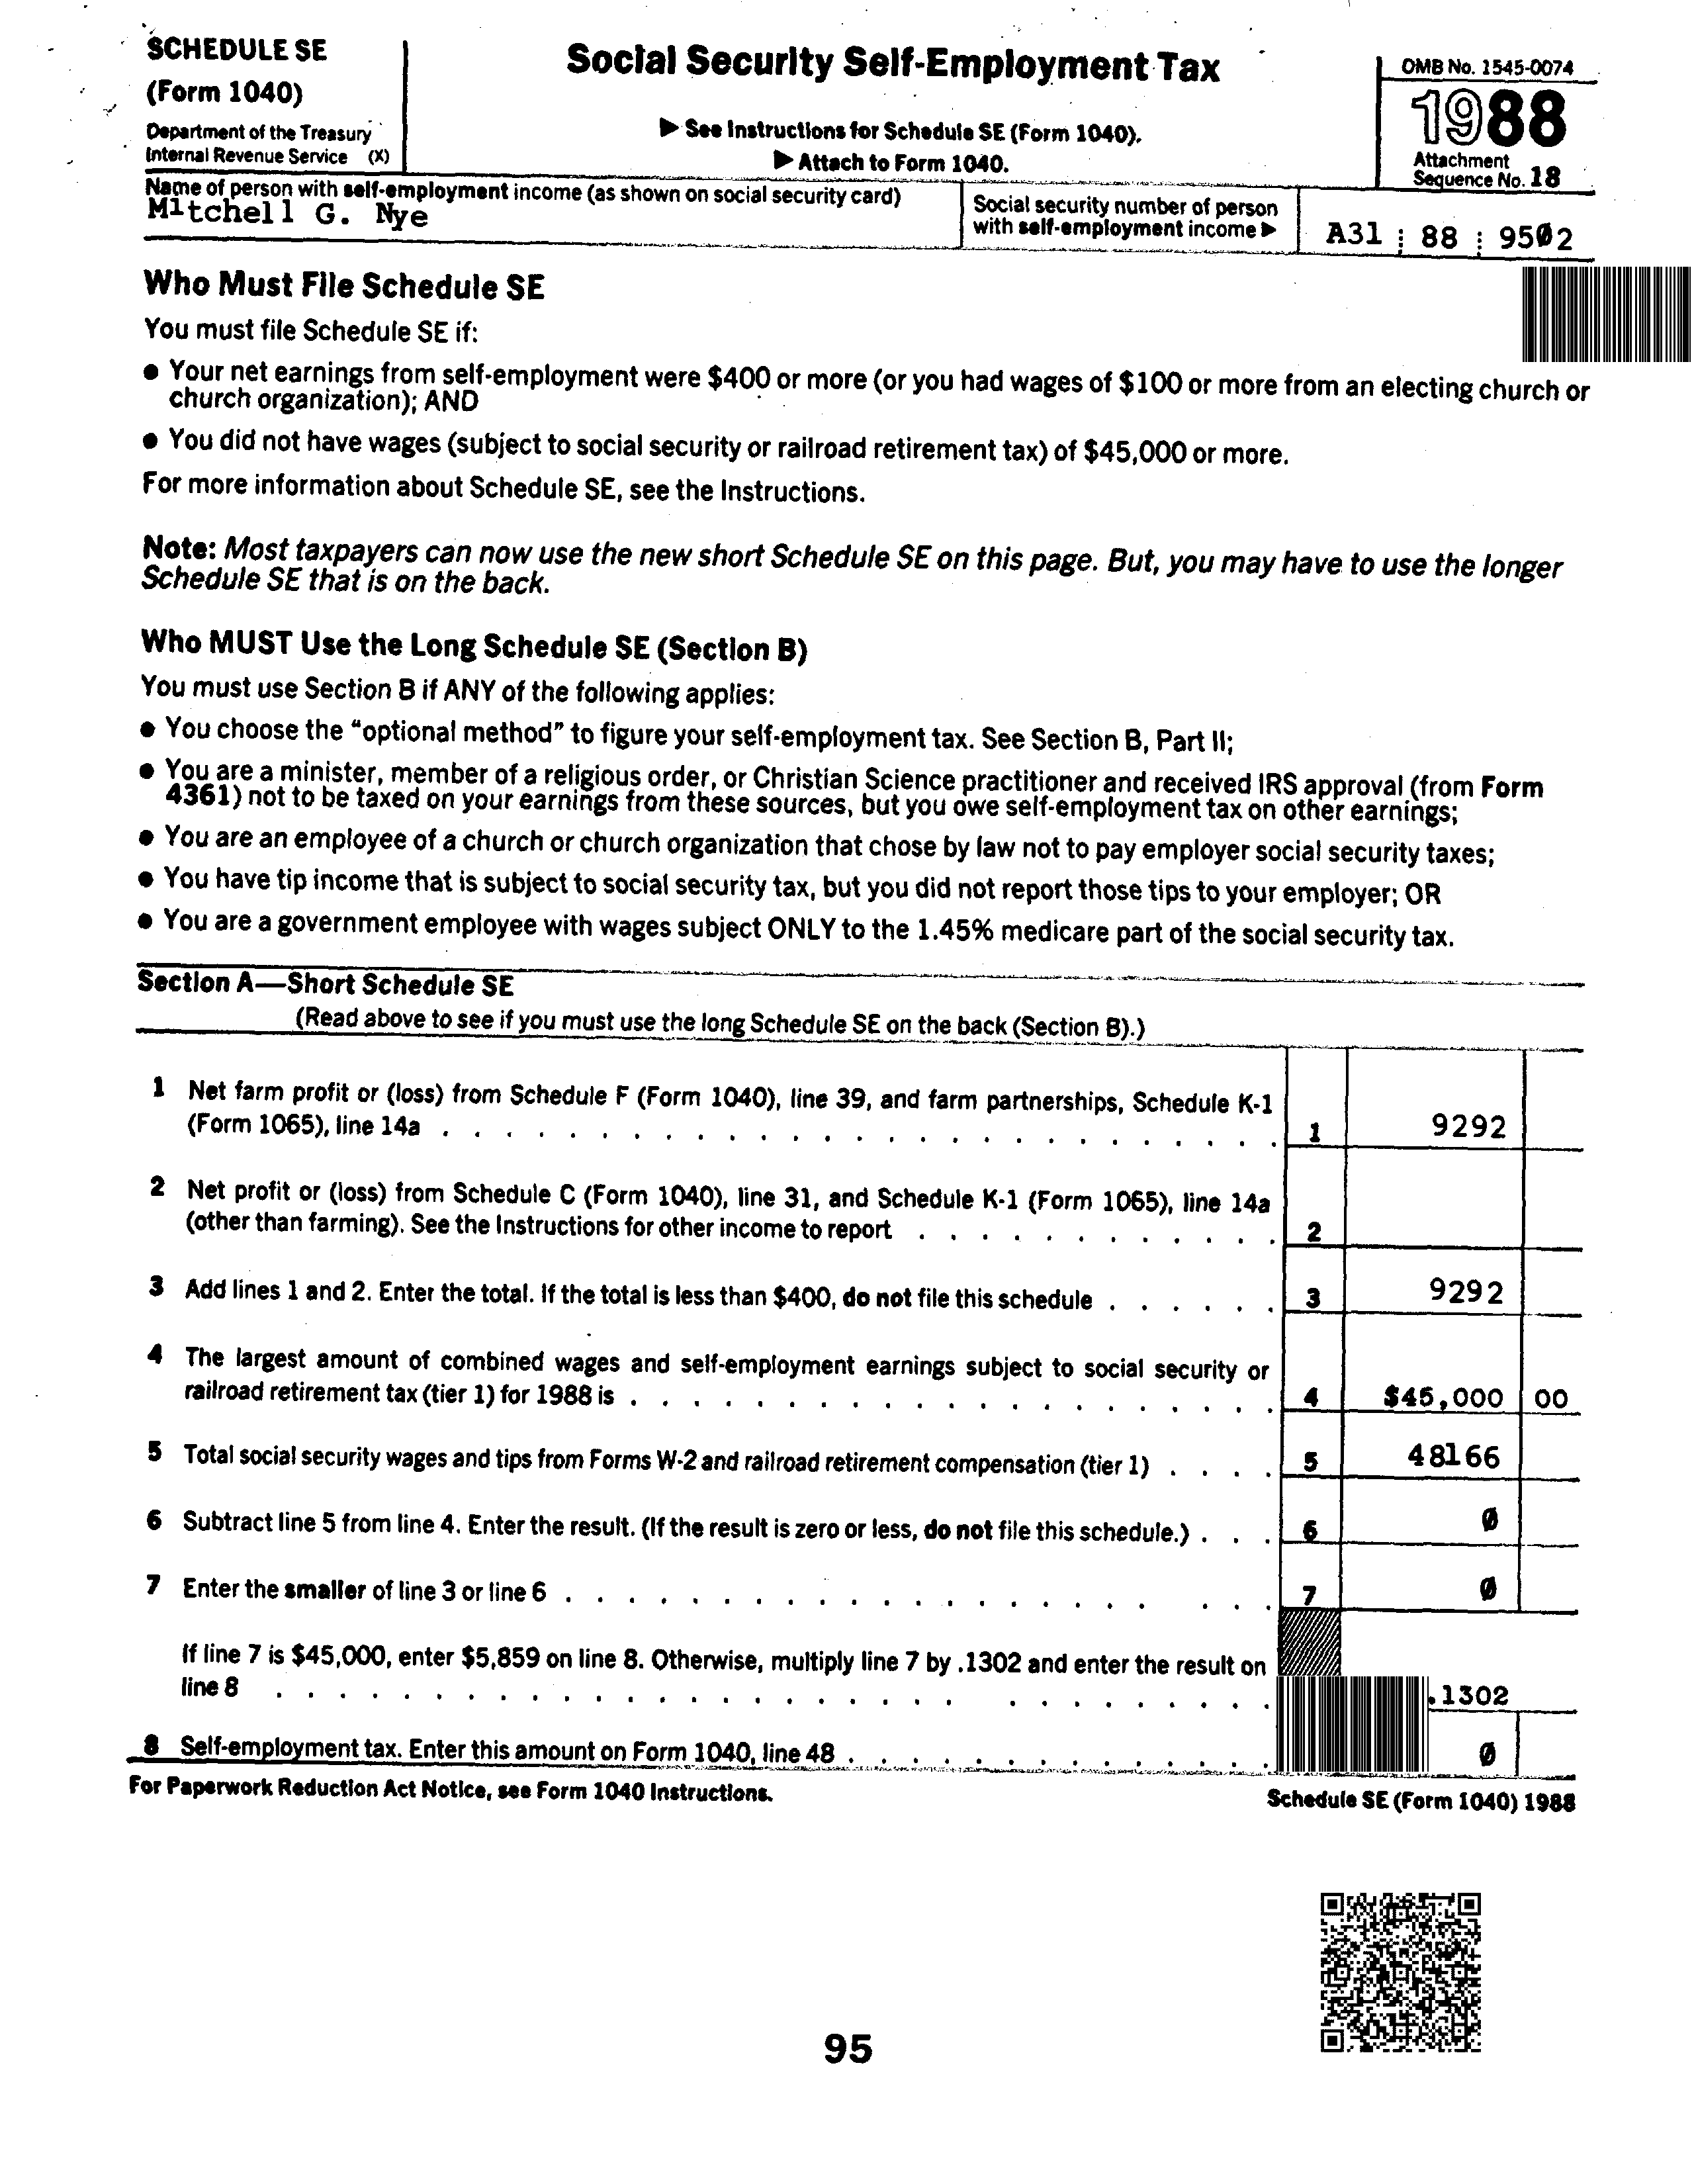 SCHEDULE SE
(Form 1040)
Department of the Treasury
Internal Revenue Service (X)
Social Security Self-Employment Tax
▶ See Instructions for Schedule SE (Form 1040).
▶ Attach to Form 1040.
OMB No. 1545-0074
1988
Attachment
Sequence No. 18
Name of person with self-employment income (as shown on social security card)
Mitchell G. Nye
Social security number of person
with self-employment income ▶
A31 88 9502
Who Must File Schedule SE
You must file Schedule SE if:
● Your net earnings from self-employment were $400 or more (or you had wages of $100 or more from an electing church or
church organization); AND
● You did not have wages (subject to social security or railroad retirement tax) of $45,000 or more.
For more information about Schedule SE, see the Instructions.
Note: Most taxpayers can now use the new short Schedule SE on this page. But, you may have to use the longer
Schedule SE that is on the back.
Who MUST Use the Long Schedule SE (Section B)
You must use Section B if ANY of the following applies:
● You choose the "optional method" to figure your self-employment tax. See Section B, Part II;
● You are a minister, member of a religious order, or Christian Science practitioner and received IRS approval (from Form
4361) not to be taxed on your earnings from these sources, but you owe self-employment tax on other earnings;
● You are an employee of a church or church organization that chose by law not to pay employer social security taxes;
● You have tip income that is subject to social security tax, but you did not report those tips to your employer; OR
● You are a government employee with wages subject ONLY to the 1.45% medicare part of the social security tax.
Section A—Short Schedule SE
(Read above to see if you must use the long Schedule SE on the back (Section B).)
1 Net farm profit or (loss) from Schedule F (Form 1040), line 39, and farm partnerships, Schedule K-1
(Form 1065), line 14a . . . 1 9292
2 Net profit or (loss) from Schedule C (Form 1040), line 31, and Schedule K-1 (Form 1065), line 14a
(other than farming). See the Instructions for other income to report . . . 2
3 Add lines 1 and 2. Enter the total. If the total is less than $400, do not file this schedule . . . 3 9292
4 The largest amount of combined wages and self-employment earnings subject to social security or
railroad retirement tax (tier 1) for 1988 is . . . 4 $45,000 00
5 Total social security wages and tips from Forms W-2 and railroad retirement compensation (tier 1) . . . 5 48166
6 Subtract line 5 from line 4. Enter the result. (If the result is zero or less, do not file this schedule.) . . . 6 0
7 Enter the smaller of line 3 or line 6 . . . 7 0
If line 7 is $45,000, enter $5,859 on line 8. Otherwise, multiply line 7 by .1302 and enter the result on
line 8 . . . .1302
8 Self-employment tax. Enter this amount on Form 1040, line 48 . . . 0
For Paperwork Reduction Act Notice, see Form 1040 Instructions.
Schedule SE (Form 1040) 1988
95